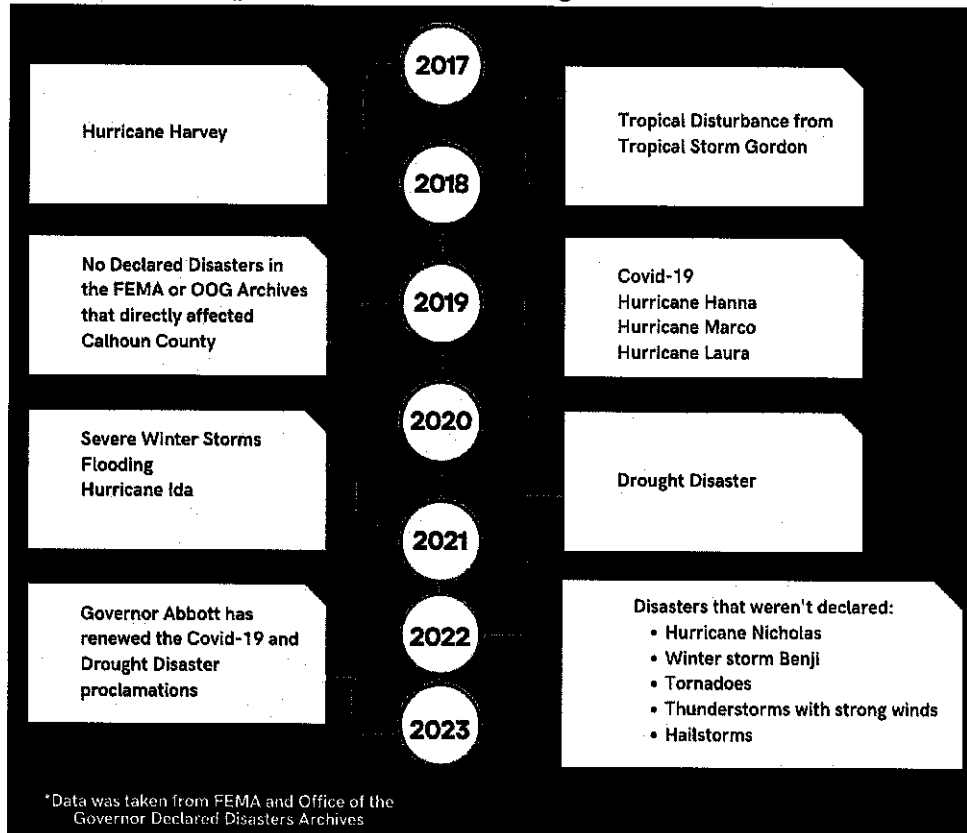 2017
Hurricane Harvey
Tropical Disturbance from
Tropical Storm Gordon
2018
No Declared Disasters in
the FEMA or OOG Archives
that directly affected
Calhoun County
2019
Covid-19
Hurricane Hanna
Hurricane Marco
Hurricane Laura
2020
Severe Winter Storms
Flooding
Hurricane Ida
Drought Disaster
2021
Governor Abbott has
renewed the Covid-19 and
Drought Disaster
proclamations
2022
Disasters that weren't declared:
• Hurricane Nicholas
• Winter storm Benji
• Tornadoes
• Thunderstorms with strong winds
• Hailstorms
2023
*Data was taken from FEMA and Office of the
Governor Declared Disasters Archives